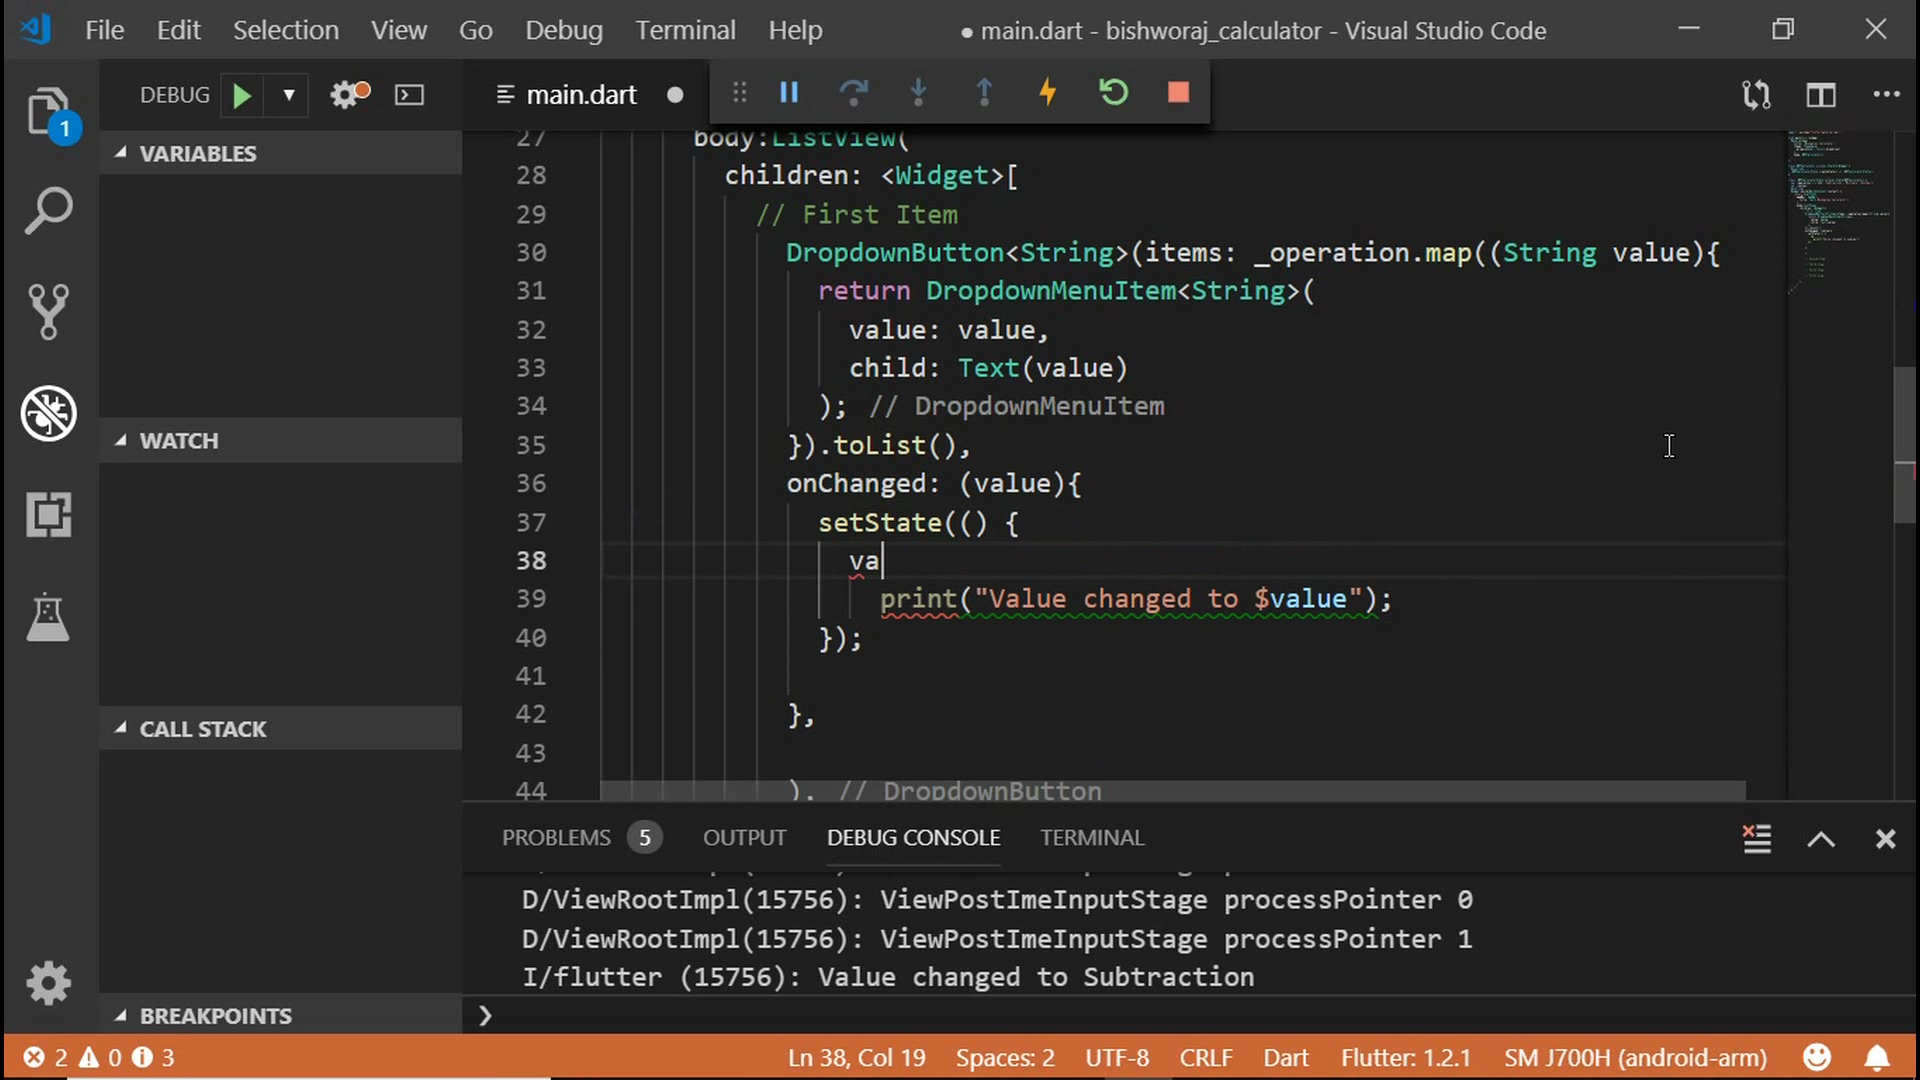 File Edit Selection View Go Debug Terminal Help ● main.dart - bishworaj_calculator - Visual Studio Code
DEBUG
main.dart
1
VARIABLES
WATCH
CALL STACK
BREAKPOINTS
27 body:ListView(
28 children: <Widget>[
29 // First Item
30 DropdownButton<String>(items: _operation.map((String value){
31 return DropdownMenuItem<String>(
32 value: value,
33 child: Text(value)
34 ); // DropdownMenuItem
35 }).toList(),
36 onChanged: (value){
37 setState(() {
38 va
39 print("Value changed to $value");
40 });
41
42 },
43
44 ), // DropdownButton
PROBLEMS 5 OUTPUT DEBUG CONSOLE TERMINAL
D/ViewRootImpl(15756): ViewPostImeInputStage processPointer 0
D/ViewRootImpl(15756): ViewPostImeInputStage processPointer 1
I/flutter (15756): Value changed to Subtraction
2 0 3 Ln 38, Col 19 Spaces: 2 UTF-8 CRLF Dart Flutter: 1.2.1 SM J700H (android-arm)